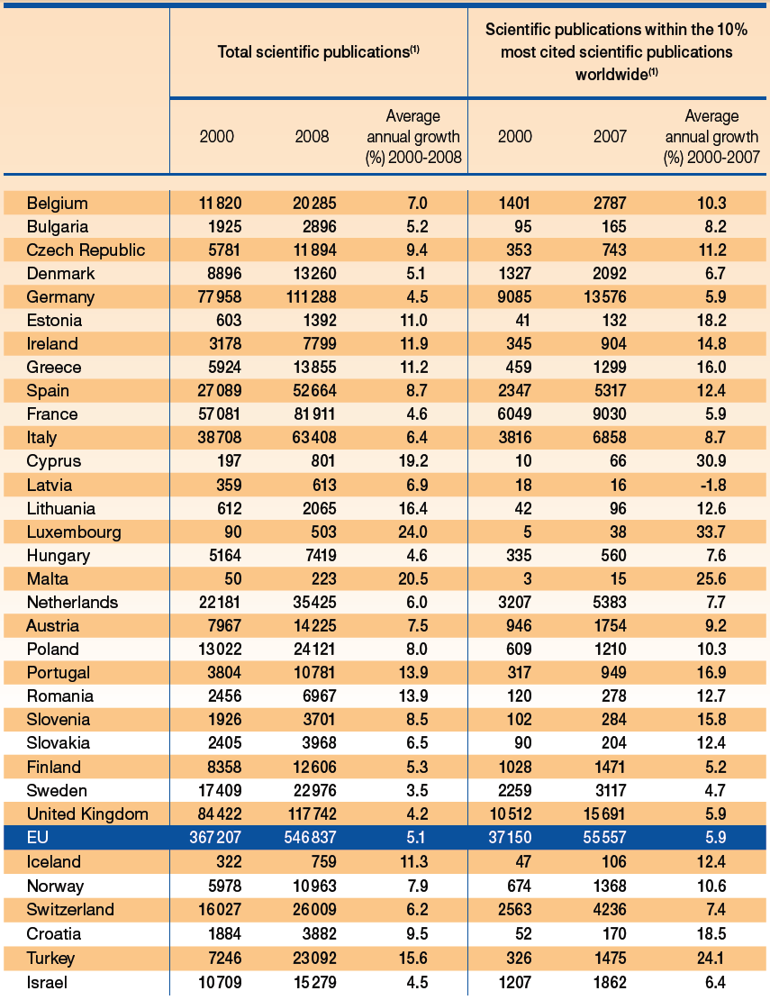 Total scientific publications(1)
Scientific publications within the 10%
most cited scientific publications
worldwide(1)
2000 2008 Average
annual growth
(%) 2000-2008
2000 2007 Average
annual growth
(%) 2000-2007
Belgium 11 820 20 285 7.0 1401 2787 10.3
Bulgaria 1925 2896 5.2 95 165 8.2
Czech Republic 5781 11 894 9.4 353 743 11.2
Denmark 8896 13 260 5.1 1327 2092 6.7
Germany 77 958 111 288 4.5 9085 13 576 5.9
Estonia 603 1392 11.0 41 132 18.2
Ireland 3178 7799 11.9 345 904 14.8
Greece 5924 13 855 11.2 459 1299 16.0
Spain 27 089 52 664 8.7 2347 5317 12.4
France 57 081 81 911 4.6 6049 9030 5.9
Italy 38 708 63 408 6.4 3816 6858 8.7
Cyprus 197 801 19.2 10 66 30.9
Latvia 359 613 6.9 18 16 -1.8
Lithuania 612 2065 16.4 42 96 12.6
Luxembourg 90 503 24.0 5 38 33.7
Hungary 5164 7419 4.6 335 560 7.6
Malta 50 223 20.5 3 15 25.6
Netherlands 22 181 35 425 6.0 3207 5383 7.7
Austria 7967 14 225 7.5 946 1754 9.2
Poland 13 022 24 121 8.0 609 1210 10.3
Portugal 3804 10 781 13.9 317 949 16.9
Romania 2456 6967 13.9 120 278 12.7
Slovenia 1926 3701 8.5 102 284 15.8
Slovakia 2405 3968 6.5 90 204 12.4
Finland 8358 12 606 5.3 1028 1471 5.2
Sweden 17 409 22 976 3.5 2259 3117 4.7
United Kingdom 84 422 117 742 4.2 10 512 15 691 5.9
EU 367 207 546 837 5.1 37 150 55 557 5.9
Iceland 322 759 11.3 47 106 12.4
Norway 5978 10 963 7.9 674 1368 10.6
Switzerland 16 027 26 009 6.2 2563 4236 7.4
Croatia 1884 3882 9.5 52 170 18.5
Turkey 7246 23 092 15.6 326 1475 24.1
Israel 10 709 15 279 4.5 1207 1862 6.4